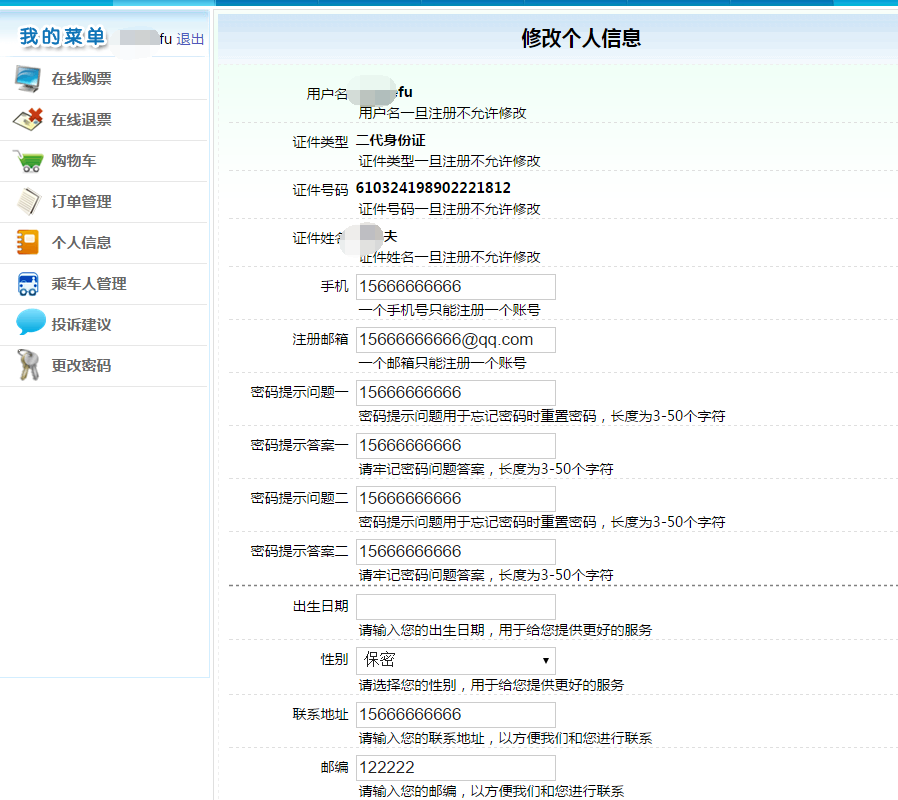 我的菜单
fu 退出
在线购票
在线退票
购物车
订单管理
个人信息
乘车人管理
投诉建议
更改密码
修改个人信息
用户名 fu
用户名一旦注册不允许修改
证件类型 二代身份证
证件类型一旦注册不允许修改
证件号码 610324198902221812
证件号码一旦注册不允许修改
证件姓名 夫
证件姓名一旦注册不允许修改
手机 15666666666
一个手机号只能注册一个账号
注册邮箱 15666666666@qq.com
一个邮箱只能注册一个账号
密码提示问题一 15666666666
密码提示问题用于忘记密码时重置密码，长度为3-50个字符
密码提示答案一 15666666666
请牢记密码问题答案，长度为3-50个字符
密码提示问题二 15666666666
密码提示问题用于忘记密码时重置密码，长度为3-50个字符
密码提示答案二 15666666666
请牢记密码问题答案，长度为3-50个字符
出生日期
请输入您的出生日期，用于给您提供更好的服务
性别 保密
请选择您的性别，用于给您提供更好的服务
联系地址 15666666666
请输入您的联系地址，以方便我们和您进行联系
邮编 122222
请输入您的邮编，以方便我们和您进行联系